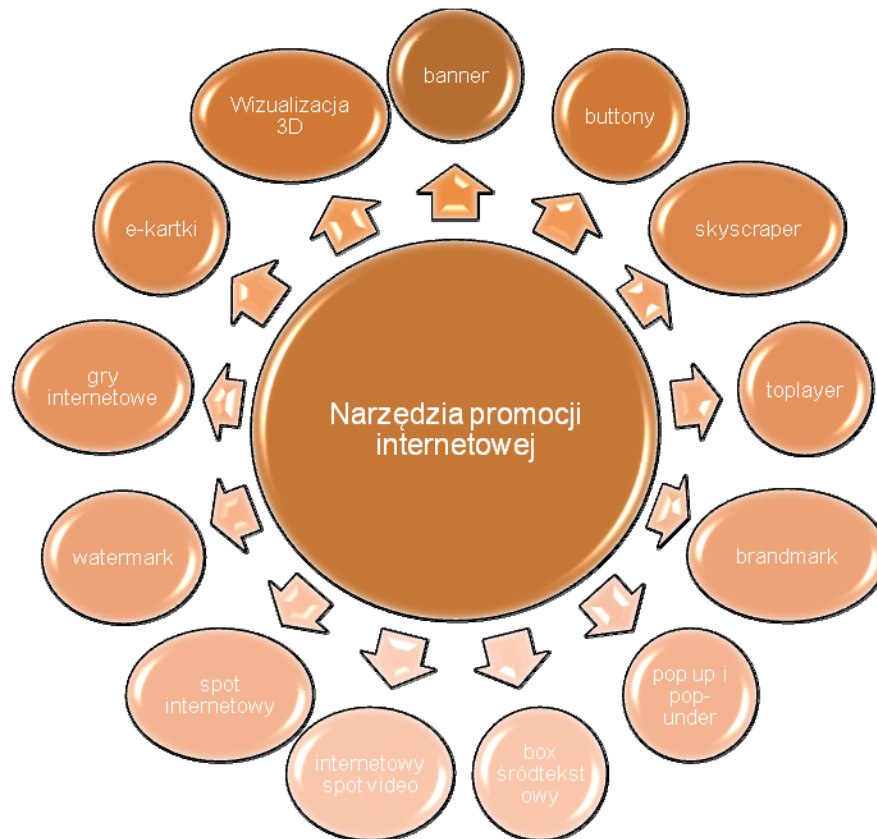 banner
buttony
skyscraper
toplayer
brandmark
pop up i
pop-
under
box
śródtekst
owy
internetowy
spot video
spot
internetowy
watermark
gry
internetowe
e-kartki
Wizualizacja
3D
Narzędzia promocji
internetowej